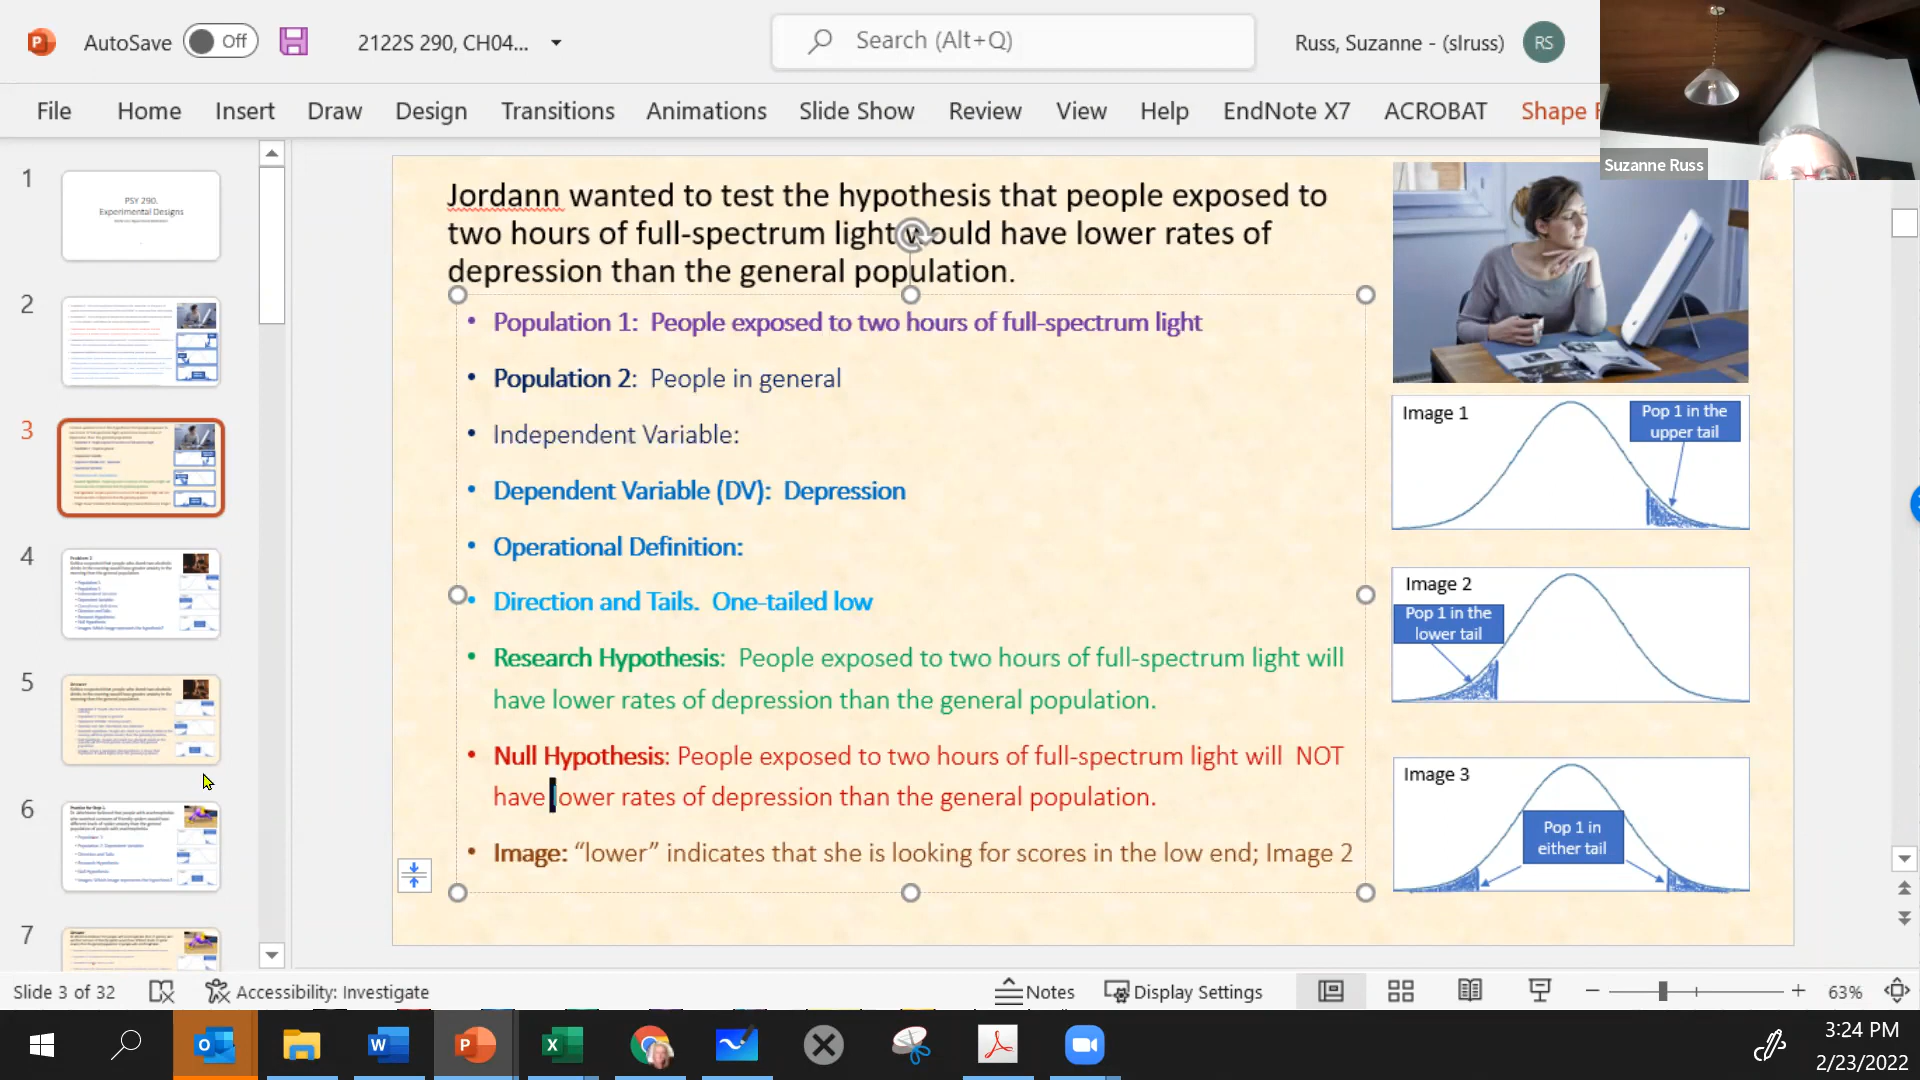 AutoSave
Off
2122S 290, CH04...
Search (Alt+Q)
Russ, Suzanne - (slruss)
RS
File
Home
Insert
Draw
Design
Transitions
Animations
Slide Show
Review
View
Help
EndNote X7
ACROBAT
Shape F
Suzanne Russ
1
PSY 290.
Experimental Designs
2
3
4
5
6
7
Jordann wanted to test the hypothesis that people exposed to
two hours of full-spectrum light would have lower rates of
depression than the general population.
• Population 1: People exposed to two hours of full-spectrum light
• Population 2: People in general
• Independent Variable:
• Dependent Variable (DV): Depression
• Operational Definition:
• Direction and Tails. One-tailed low
• Research Hypothesis: People exposed to two hours of full-spectrum light will
have lower rates of depression than the general population.
• Null Hypothesis: People exposed to two hours of full-spectrum light will NOT
have lower rates of depression than the general population.
• Image: “lower” indicates that she is looking for scores in the low end; Image 2
Image 1
Pop 1 in the
upper tail
Image 2
Pop 1 in the
lower tail
Image 3
Pop 1 in
either tail
Slide 3 of 32
Accessibility: Investigate
Notes
Display Settings
63%
3:24 PM
2/23/2022